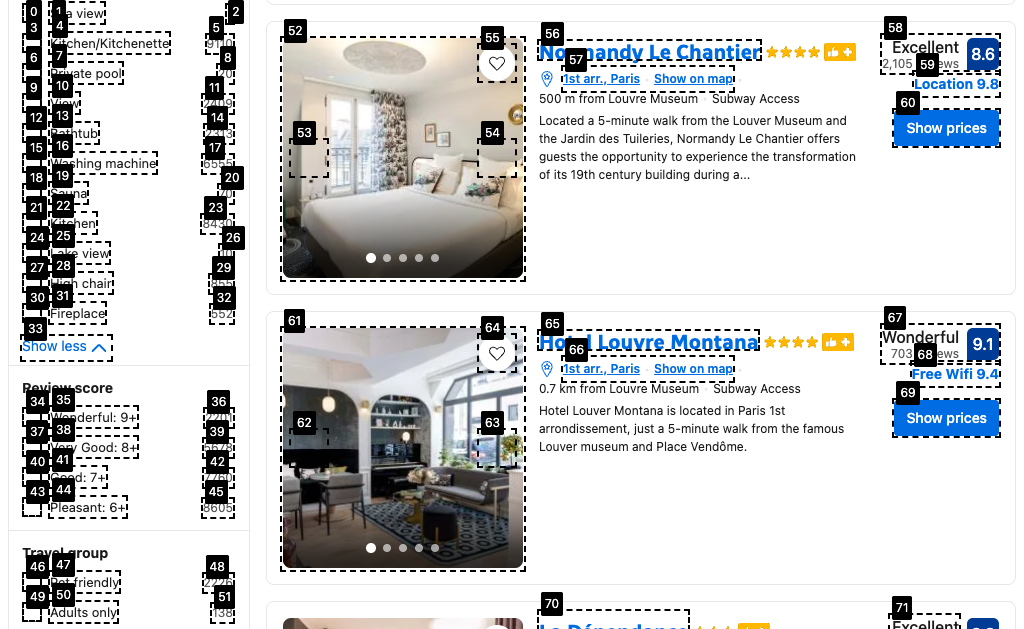 0
1
2
view
3
4
5
Kitchen/Kitchenette
9110
6
7
8
Private pool
20
9
10
11
View
2409
12
13
14
Bathtub
2313
15
16
17
Washing machine
6555
18
19
20
Sauna
21
22
23
Kitchen
8430
24
25
26
Lake view
27
28
29
High chair
855
30
31
32
Fireplace
552
33
Show less
Review score
34
35
36
Wonderful: 9+
37
38
39
Very Good: 8+
40
41
42
Good: 7+
7760
43
44
45
Pleasant: 6+
8605
Travel group
46
47
48
Pet friendly
2226
49
50
51
Adults only
138
52
53
54
55
56
Normandy Le Chantier
57
1st arr., Paris
Show on map
500 m from Louvre Museum · Subway Access
Located a 5-minute walk from the Louver Museum and
the Jardin des Tuileries, Normandy Le Chantier offers
guests the opportunity to experience the transformation
of its 19th century building during a...
58
Excellent
8.6
2,105
ews
59
Location 9.8
60
Show prices
61
62
63
64
65
Hotel Louvre Montana
66
1st arr., Paris
Show on map
0.7 km from Louvre Museum · Subway Access
Hotel Louver Montana is located in Paris 1st
arrondissement, just a 5-minute walk from the famous
Louver museum and Place Vendôme.
67
Wonderful
9.1
703
ews
68
Free Wifi 9.4
69
Show prices
70
La Dépendance
71
Excellent